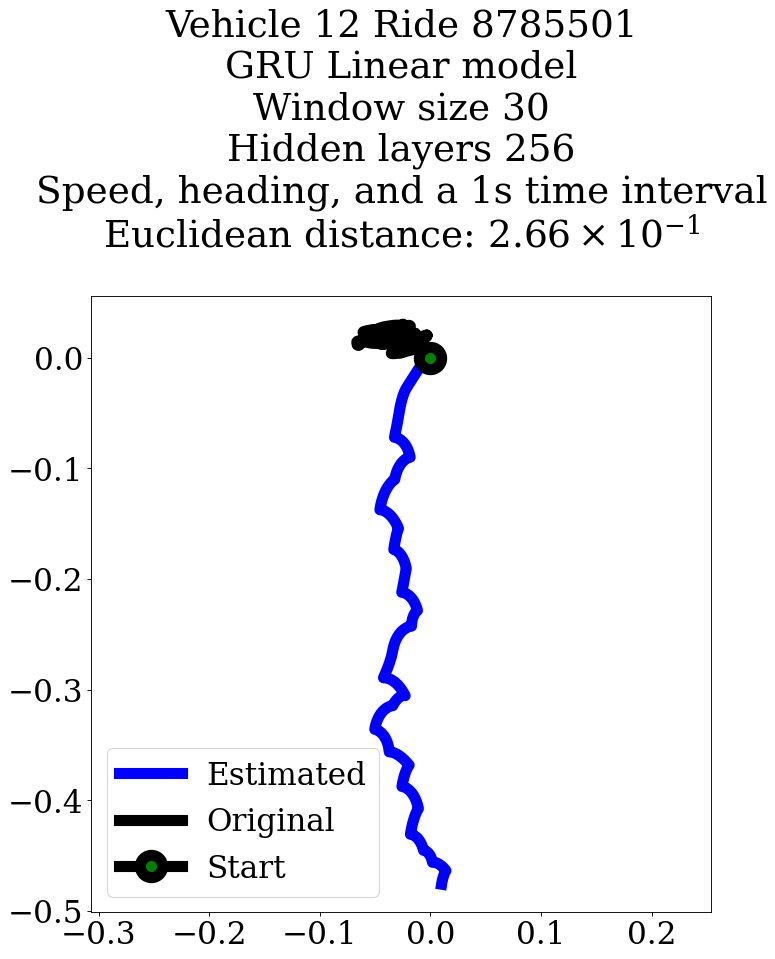 Vehicle 12 Ride 8785501
GRU Linear model
Window size 30
Hidden layers 256
Speed, heading, and a 1s time interval
Euclidean distance: 2.66 × 10⁻¹
0.0
−0.1
−0.2
−0.3
−0.4
−0.5
Estimated
Original
Start
−0.3 −0.2 −0.1 0.0 0.1 0.2